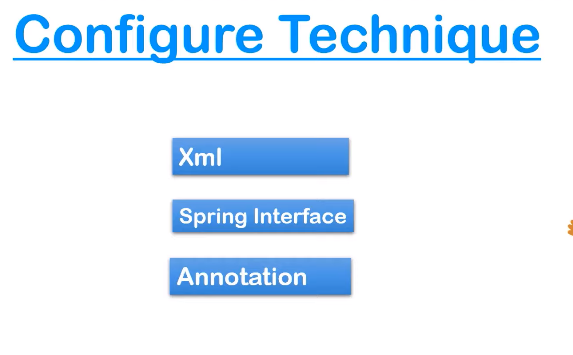 Configure Technique
Xml
Spring Interface
Annotation